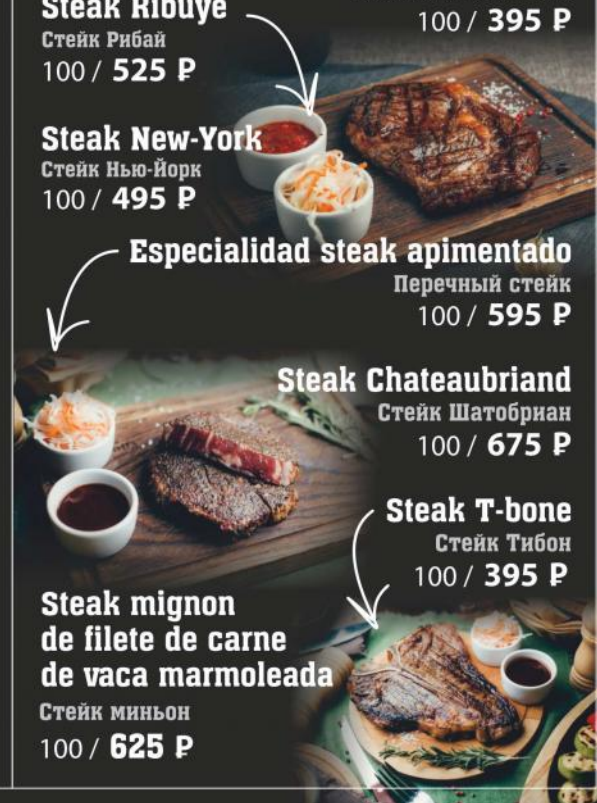 Steak Ribuye
Стейк Рибай
100 / 525 ₽
100 / 395 ₽
Steak New-York
Стейк Нью-Йорк
100 / 495 ₽
Especialidad steak apimentado
Перечный стейк
100 / 595 ₽
Steak Chateaubriand
Стейк Шатобриан
100 / 675 ₽
Steak T-bone
Стейк Тибон
100 / 395 ₽
Steak mignon
de filete de carne
de vaca marmoleada
Стейк миньон
100 / 625 ₽